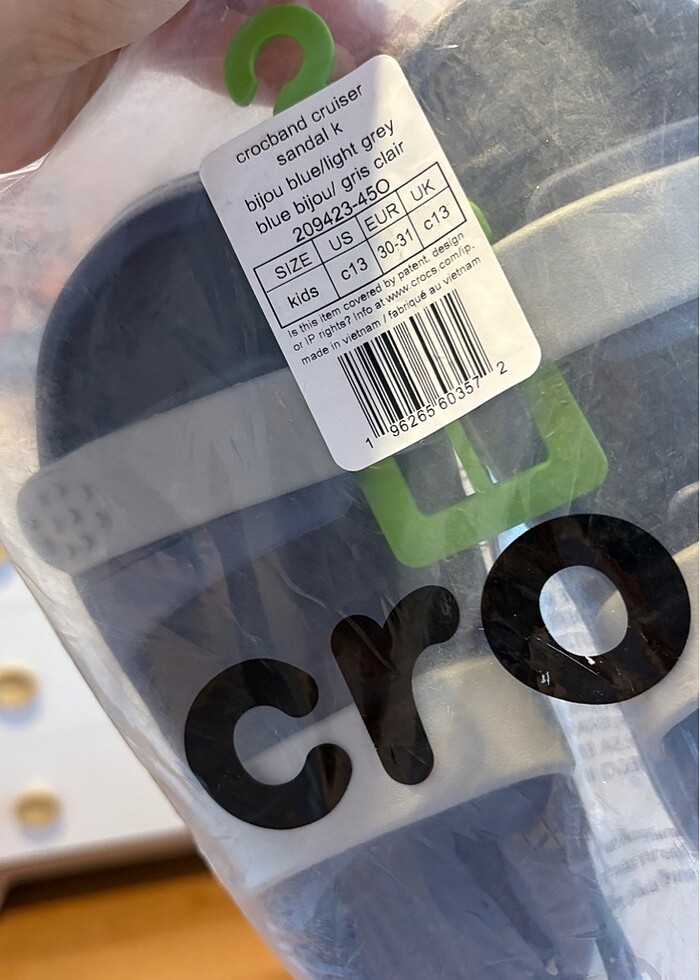 crocband cruiser
sandal k
bijou blue/light grey
blue bijou/ gris clair
209423-45O
SIZE US EUR UK
kids c13 30-31 c13
Is this item covered by patent, design
or IP rights? Info at www.crocs.com/ip.
made in vietnam / fabriqué au vietnam
1 96265 60357 2
cro